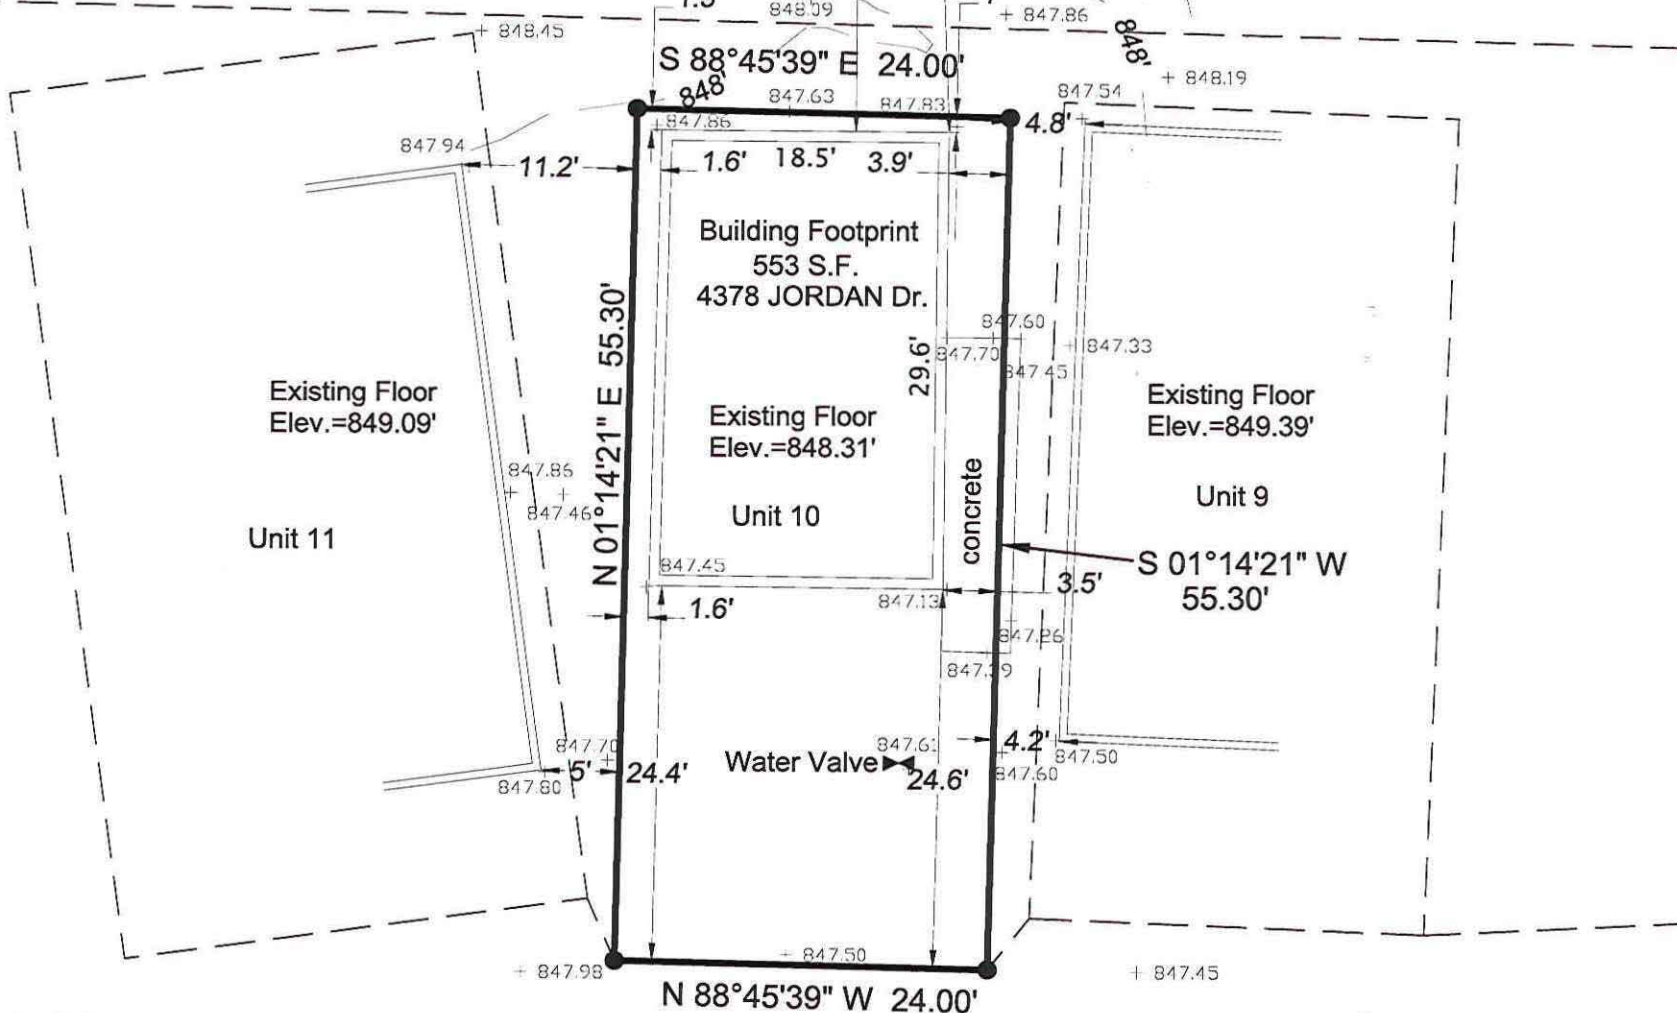 848.09
+ 847.86
+ 848.45
848'
S 88°45'39" E 24.00'
+ 848.19
848'
847.63
847.83
847.54
847.86
4.8'
847.94
11.2'
1.6'
18.5'
3.9'
Building Footprint
553 S.F.
4378 JORDAN Dr.
N 01°14'21" E 55.30'
847.60
847.70
847.45
847.33
29.6'
Existing Floor
Elev.=849.09'
Existing Floor
Elev.=848.31'
Existing Floor
Elev.=849.39'
847.86
847.46
Unit 11
Unit 10
concrete
Unit 9
S 01°14'21" W
55.30'
847.45
847.13
3.5'
1.6'
847.26
847.39
847.70
5'
24.4'
847.80
Water Valve
847.61
24.6'
4.2'
847.60
847.50
+ 847.50
+ 847.98
+ 847.45
N 88°45'39" W 24.00'